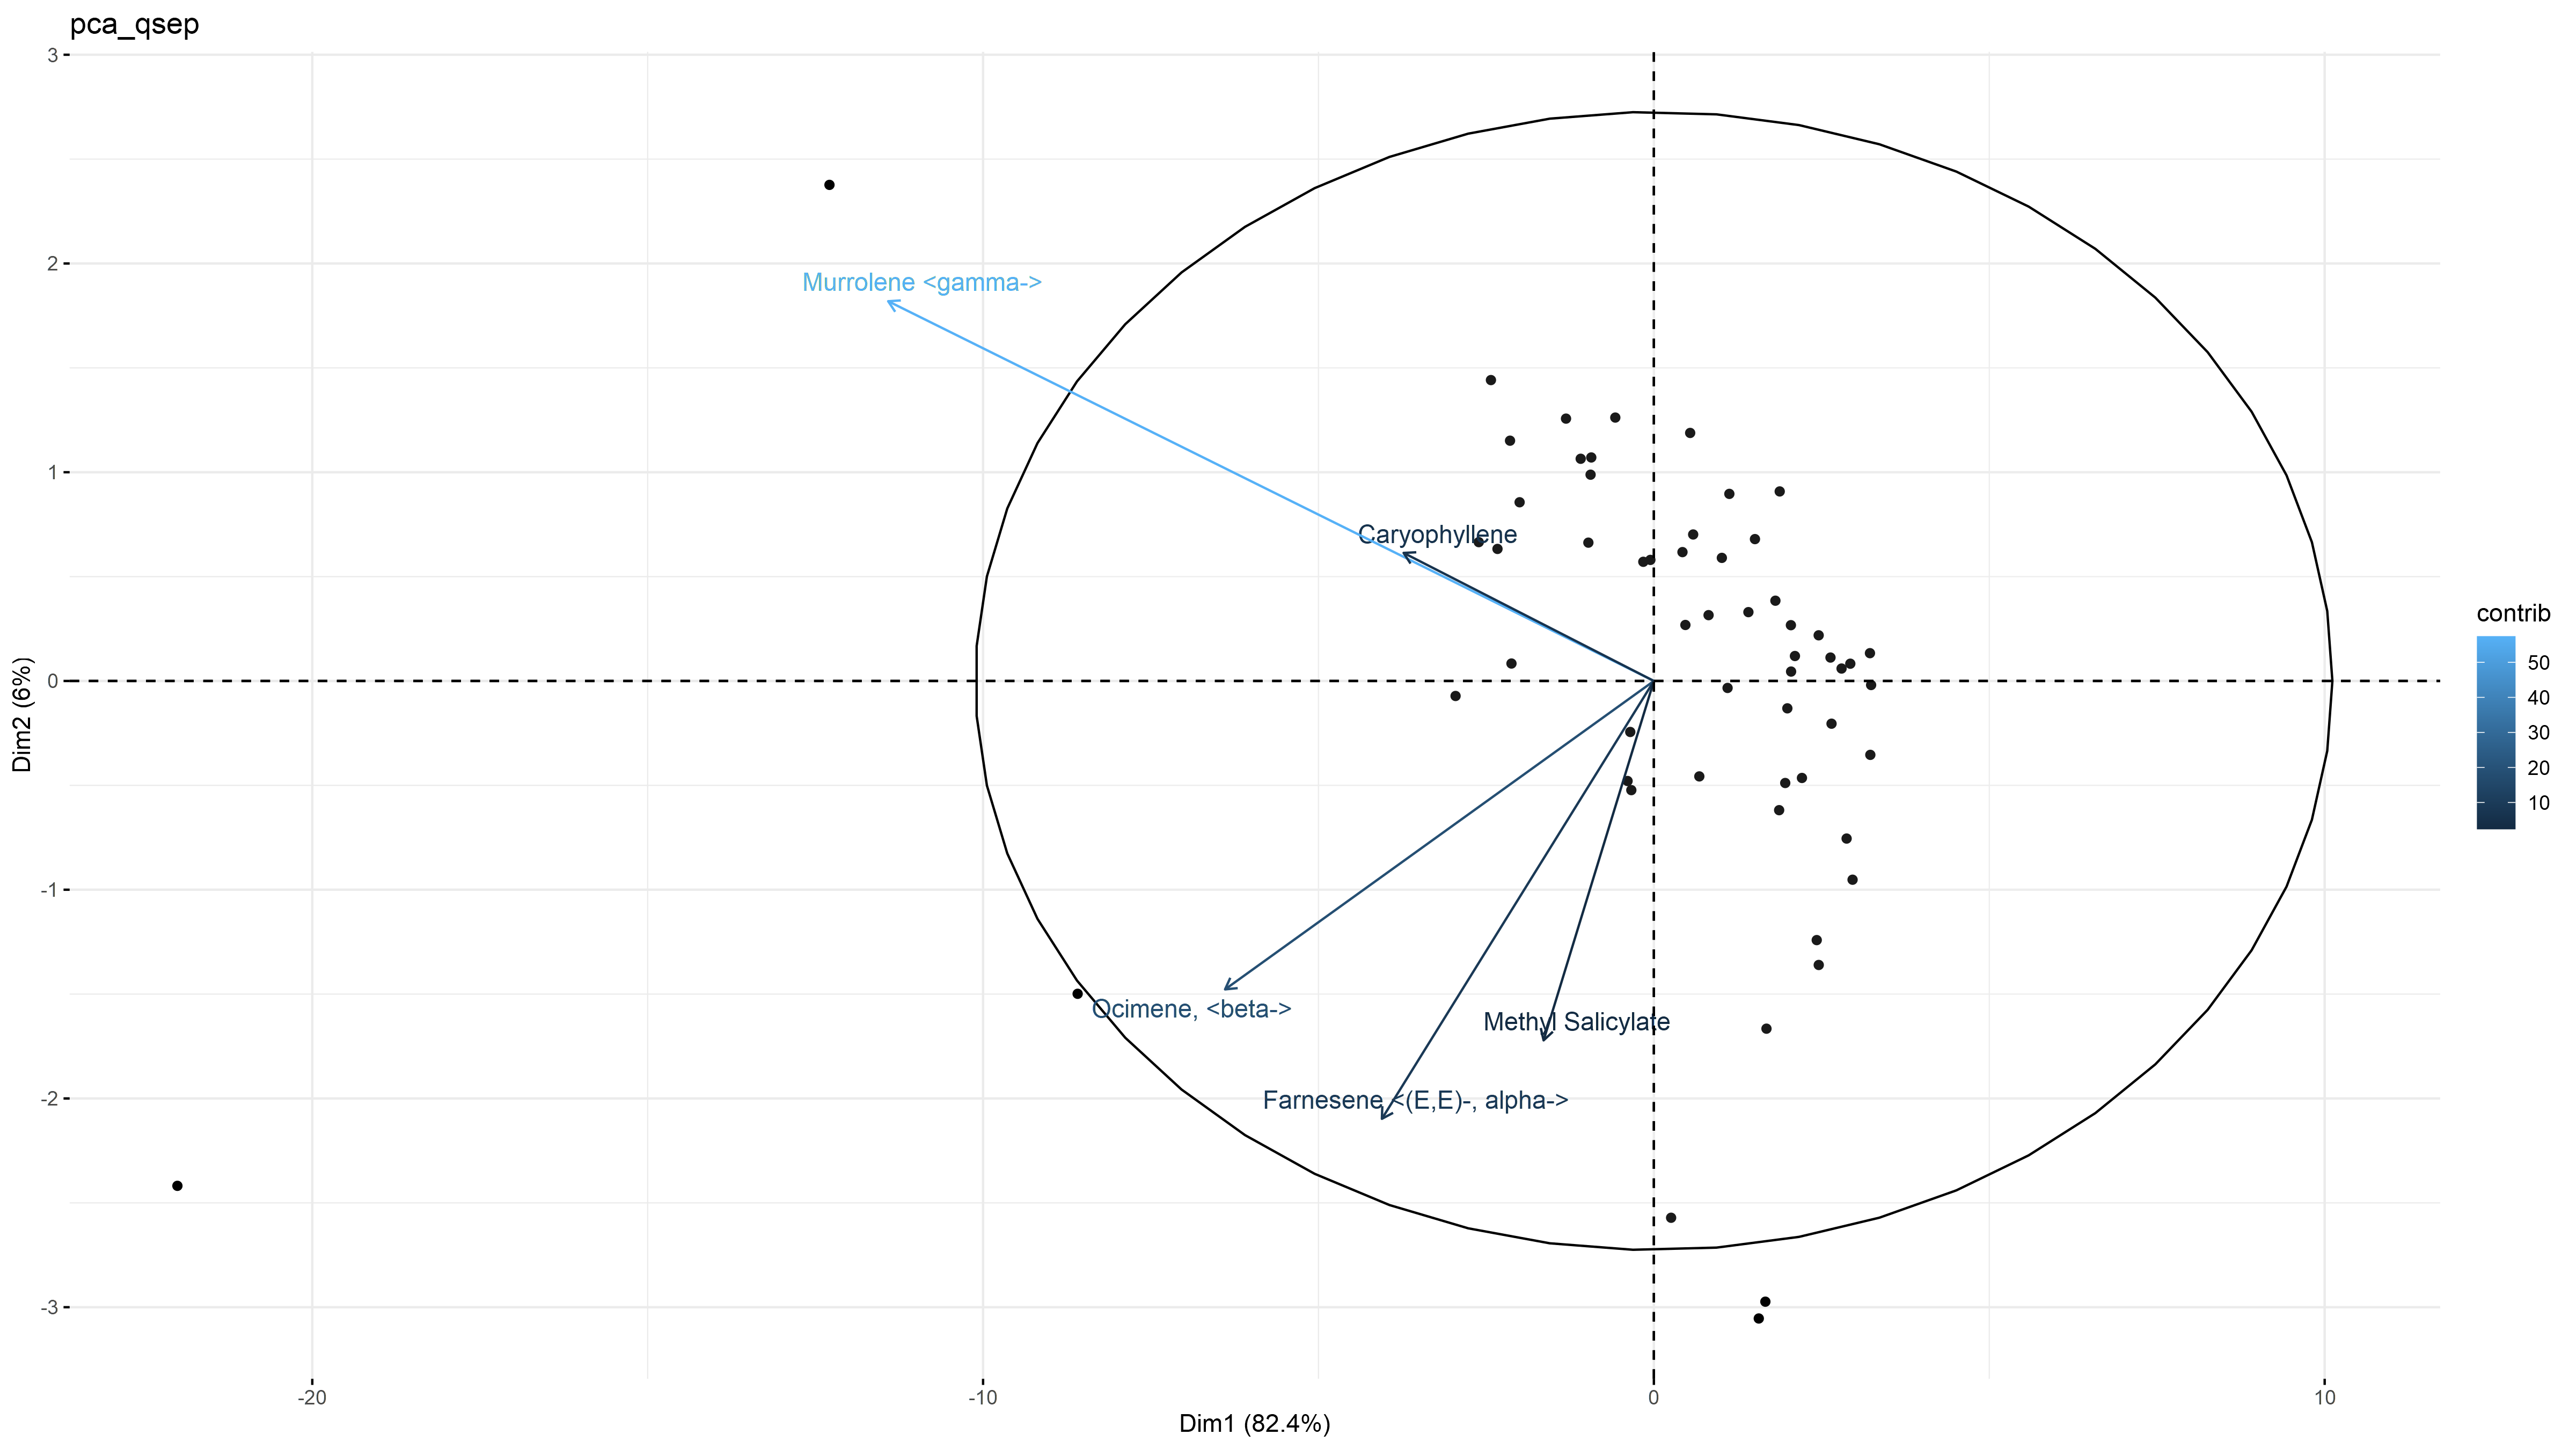 pca_qsep
3
2
1
0
-1
-2
-3
Dim2 (6%)
Murrolene <gamma->
Caryophyllene
Ocimene, <beta->
Methyl Salicylate
Farnesene <(E,E)-, alpha->
-20
-10
0
10
Dim1 (82.4%)
contrib
50
40
30
20
10